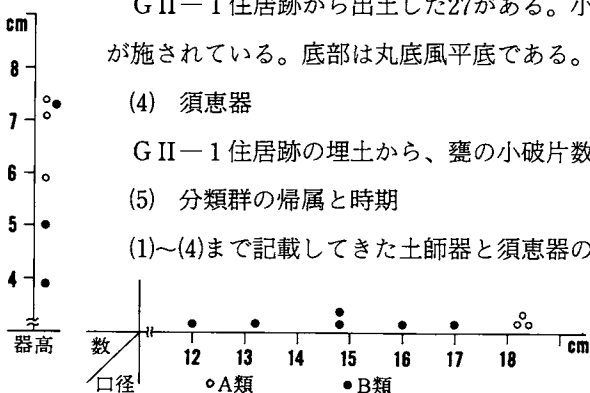 GⅡ－1住居跡から出土した27がある。小
が施されている。底部は丸底風平底である。
(4)　須恵器
GⅡ－1住居跡の埋土から、甕の小破片数
(5)　分類群の帰属と時期
(1)～(4)まで記載してきた土師器と須恵器の
cm
8
7
6
5
4
器高
数
口径
12 13 14 15 16 17 18 cm
○A類 ●B類